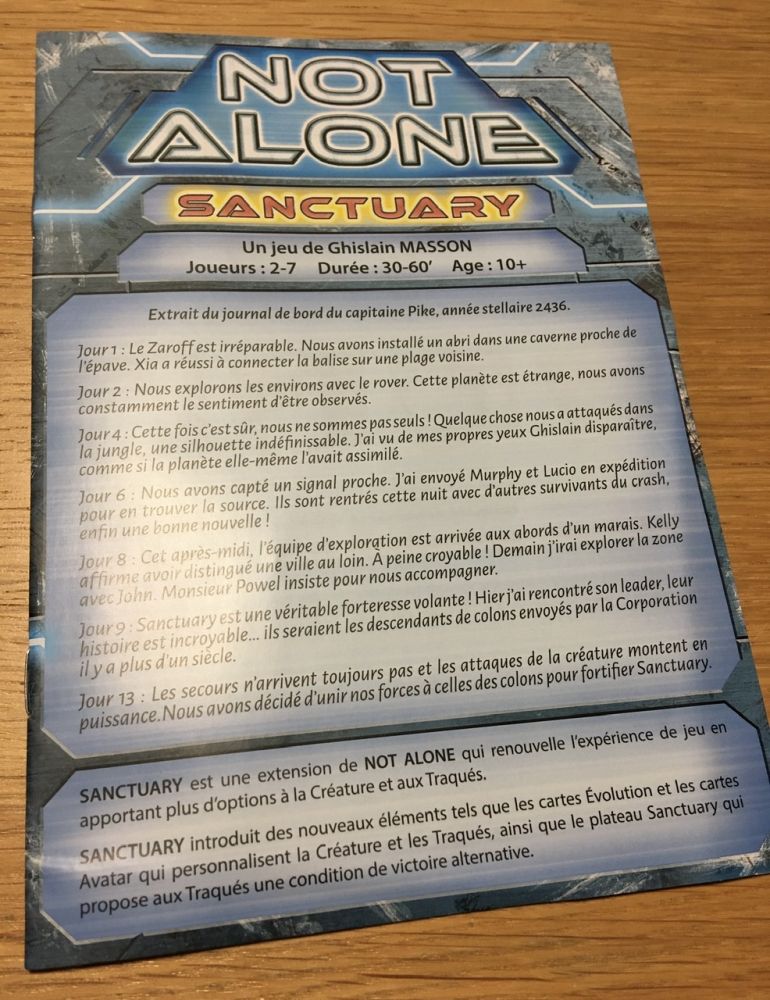 NOT
ALONE
SANCTUARY
Un jeu de Ghislain MASSON
Joueurs : 2-7 Durée : 30-60’ Age : 10+
Extrait du journal de bord du capitaine Pike, année stellaire 2436.
Jour 1 : Le Zaroff est irréparable. Nous avons installé un abri dans une caverne proche de
l’épave. Xia a réussi à connecter la balise sur une plage voisine.
Jour 2 : Nous explorons les environs avec le rover. Cette planète est étrange, nous avons
constamment le sentiment d’être observés.
Jour 4 : Cette fois c’est sûr, nous ne sommes pas seuls ! Quelque chose nous a attaqués dans
la jungle, une silhouette indéfinissable. J’ai vu de mes propres yeux Ghislain disparaître,
comme si la planète elle-même l’avait assimilé.
Jour 6 : Nous avons capté un signal proche. J’ai envoyé Murphy et Lucio en expédition
pour en trouver la source. Ils sont rentrés cette nuit avec d’autres survivants du crash,
enfin une bonne nouvelle !
Jour 8 : Cet après-midi, l’équipe d’exploration est arrivée aux abords d’un marais. Kelly
affirme avoir distingué une ville au loin. À peine croyable ! Demain j’irai explorer la zone
avec John. Monsieur Powel insiste pour nous accompagner.
Jour 9 : Sanctuary est une véritable forteresse volante ! Hier j’ai rencontré son leader, leur
histoire est incroyable... ils seraient les descendants de colons envoyés par la Corporation
il y a plus d’un siècle.
Jour 13 : Les secours n’arrivent toujours pas et les attaques de la créature montent en
puissance.Nous avons décidé d’unir nos forces à celles des colons pour fortifier Sanctuary.
SANCTUARY est une extension de NOT ALONE qui renouvelle l’expérience de jeu en
apportant plus d’options à la Créature et aux Traqués.
SANCTUARY introduit des nouveaux éléments tels que les cartes Évolution et les cartes
Avatar qui personnalisent la Créature et les Traqués, ainsi que le plateau Sanctuary qui
propose aux Traqués une condition de victoire alternative.